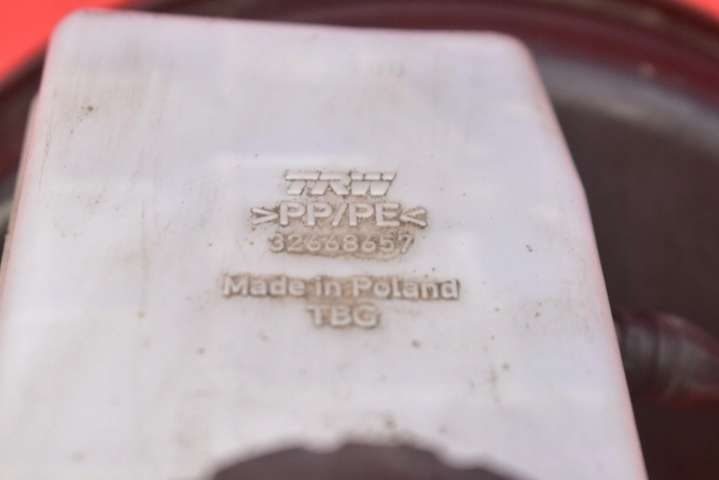 TRW
>PP/PE<
32668657
Made in Poland
TBG